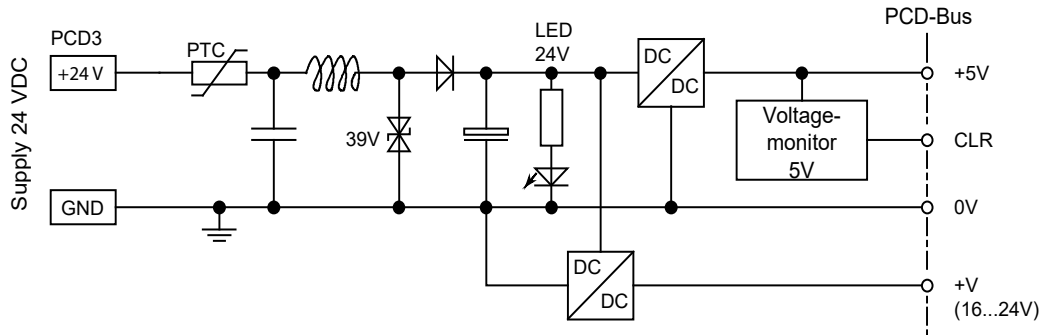 PCD-Bus
Supply 24 VDC
PCD3
+24 V
PTC
39V
LED
24V
DC
DC
Voltage-
monitor
5V
+5V
CLR
GND
0V
DC
DC
+V
(16...24V)